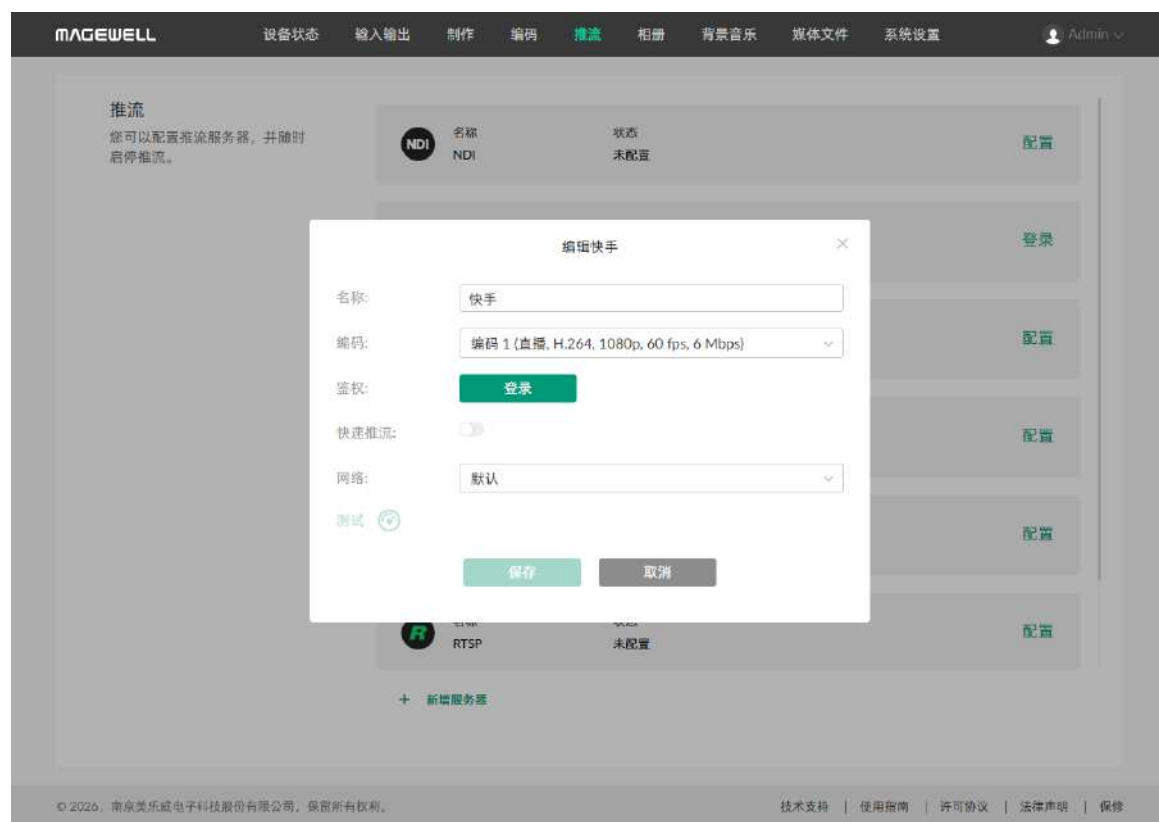 MAGEWELL 设备状态 输入输出 制作 编码 推流 相册 背景音乐 媒体文件 系统设置 Admin
推流
您可以配置推流服务器，并随时
启停推流。
NDI 名称 状态 配置
NDI 未配置
登录
编辑快手
名称: 快手
编码: 编码 1 (直播, H.264, 1080p, 60 fps, 6 Mbps) 配置
鉴权: 登录
快速推流: 配置
网络: 默认
测试 配置
保存 取消
R 名称 状态 配置
RTSP 未配置
+ 新增服务器
© 2026，南京美乐威电子科技股份有限公司，保留所有权利。 技术支持 | 使用指南 | 许可协议 | 法律声明 | 保修